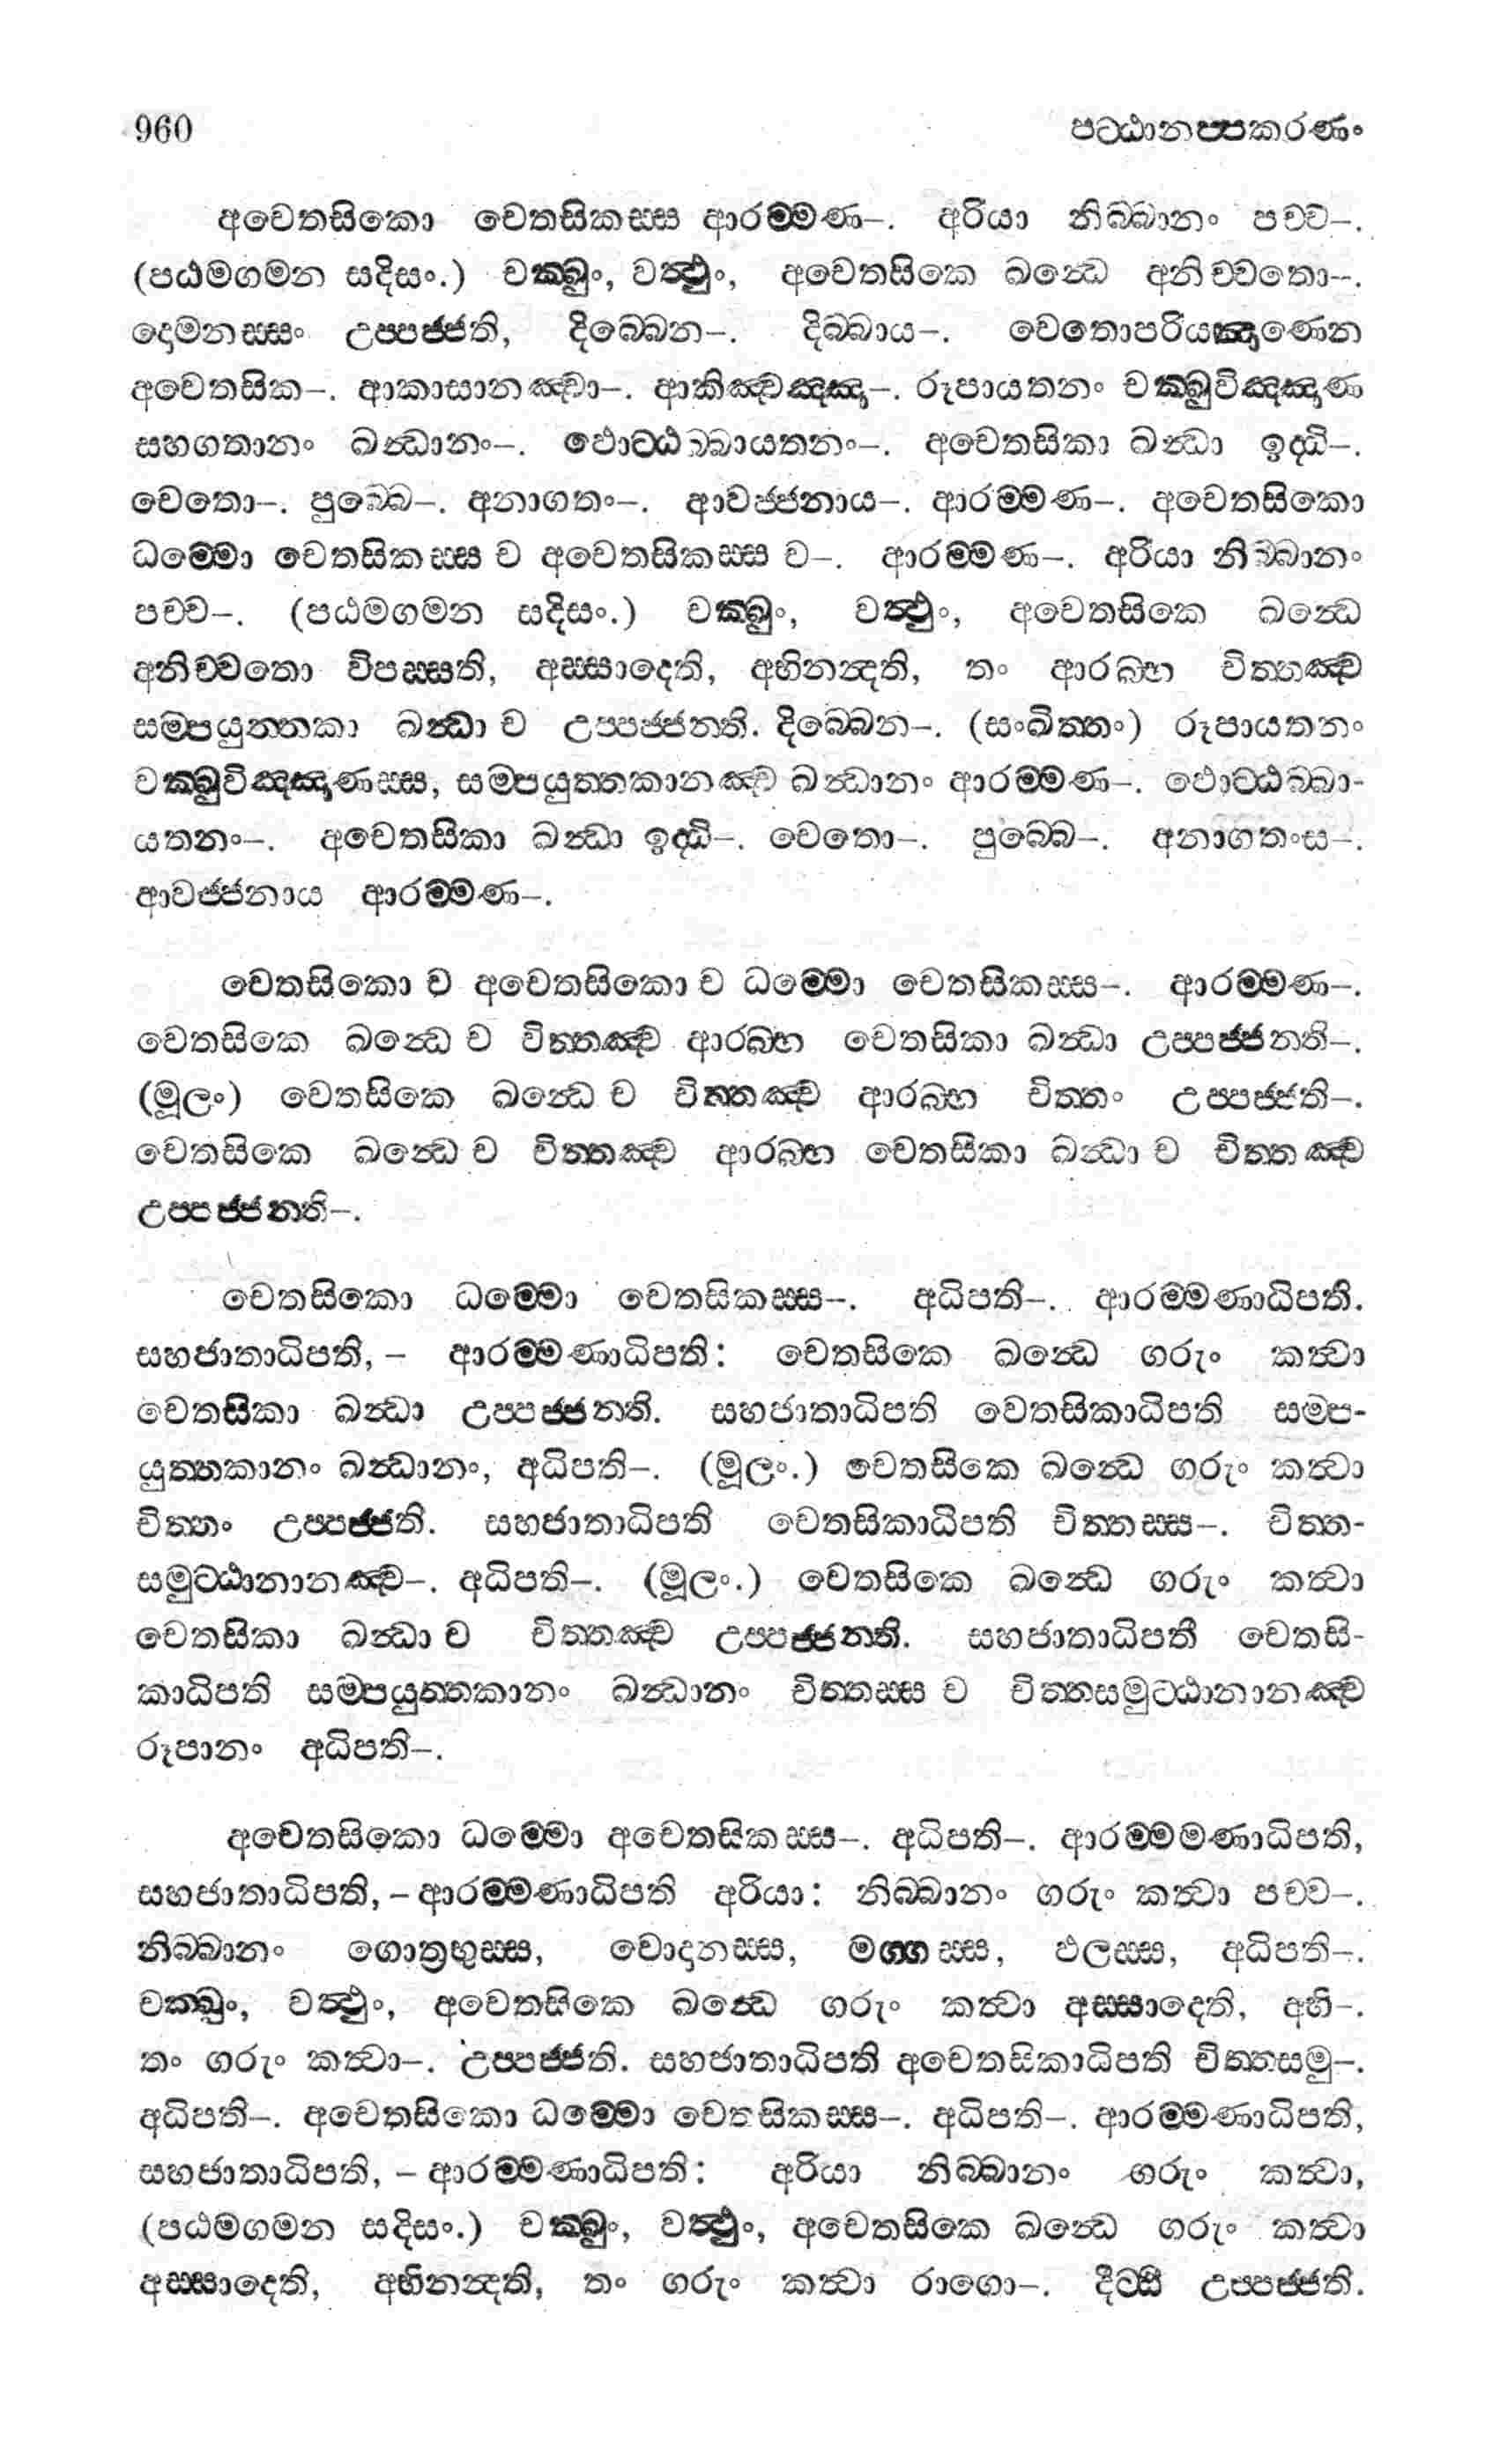 960 පට්ඨානප්පකරණං
අචෙතසිකො චෙතසිකස්ස ආරම්මණ–. අරියා නිබ්බානං පච්ච–.
(පඨමගමන සදිසං.) චක්ඛුං, වත්ථුං, අචෙතසිකෙ ඛන්ධෙ අනිච්චතො–.
දොමනස්සං උප්පජ්ජති, දිබ්බෙන–. දිබ්බාය–. චෙතොපරියඤාණෙන
අචෙතසික–. ආකාසානඤ්චා–. ආකිඤ්චඤ්ඤා–. රූපායතනං චක්ඛුවිඤ්ඤාණ
සහගතානං ඛන්ධානං–. ඵොට්ඨබ්බායතනං–. අචෙතසිකා ඛන්ධා ඉද්ධි–.
චෙතො–. පුබ්බෙ–. අනාගතං–. ආවජ්ජනාය–. ආරම්මණ–. අචෙතසිකො
ධම්මො චෙතසිකස්ස ච අචෙතසිකස්ස ච–. ආරම්මණ–. අරියා නිබ්බානං
පච්ච–. (පඨමගමන සදිසං.) චක්ඛුං, වත්ථුං, අචෙතසිකෙ ඛන්ධෙ
අනිච්චතො විපස්සති, අස්සාදෙති, අභිනන්දති, තං ආරබ්භ චිත්තඤ්ච
සම්පයුත්තකා ඛන්ධා ච උප්පජ්ජන්ති. දිබ්බෙන–. (සංඛිත්තං) රූපායතනං
චක්ඛුවිඤ්ඤාණස්ස, සම්පයුත්තකානඤ්ච ඛන්ධානං ආරම්මණ–. ඵොට්ඨබ්බා-
යතනං–. අචෙතසිකා ඛන්ධා ඉද්ධි–. චෙතො–. පුබ්බෙ–. අනාගතංස–.
ආවජ්ජනාය ආරම්මණ–.
චෙතසිකො ච අචෙතසිකො ච ධම්මො චෙතසිකස්ස–. ආරම්මණ–.
චෙතසිකෙ ඛන්ධෙ ච චිත්තඤ්ච ආරබ්භ චෙතසිකා ඛන්ධා උප්පජ්ජන්ති–.
(මූලං) චෙතසිකෙ ඛන්ධෙ ච චිත්තඤ්ච ආරබ්භ චිත්තං උප්පජ්ජති–.
චෙතසිකෙ ඛන්ධෙ ච චිත්තඤ්ච ආරබ්භ චෙතසිකා ඛන්ධා ච චිත්තඤ්ච
උප්පජ්ජන්ති–.
චෙතසිකො ධම්මො චෙතසිකස්ස–. අධිපති–. ආරම්මණාධිපති.
සහජාතාධිපති, – ආරම්මණාධිපති: චෙතසිකෙ ඛන්ධෙ ගරුං කත්වා
චෙතසිකා ඛන්ධා උප්පජ්ජන්ති. සහජාතාධිපති චෙතසිකාධිපති සම්ප-
යුත්තකානං ඛන්ධානං, අධිපති–. (මූලං.) චෙතසිකෙ ඛන්ධෙ ගරුං කත්වා
චිත්තං උප්පජ්ජති. සහජාතාධිපති චෙතසිකාධිපති චිත්තස්ස–. චිත්ත-
සමුට්ඨානානඤ්ච–. අධිපති–. (මූලං.) චෙතසිකෙ ඛන්ධෙ ගරුං කත්වා
චෙතසිකා ඛන්ධා ච චිත්තඤ්ච උප්පජ්ජන්ති. සහජාතාධිපතී චෙතසි-
කාධිපති සම්පයුත්තකානං ඛන්ධානං චිත්තස්ස ච චිත්තසමුට්ඨානානඤ්ච
රූපානං අධිපති–.
අචෙතසිකො ධම්මො අචෙතසිකස්ස–. අධිපති–. ආරම්මමණාධිපති,
සහජාතාධිපති, – ආරම්මණාධිපති අරියා: නිබ්බානං ගරුං කත්වා පච්ච–.
නිබ්බානං ගොත්‍රභුස්ස, වොදානස්ස, මග්ගස්ස, ඵලස්ස, අධිපති–.
චක්ඛුං, වත්ථුං, අචෙතසිකෙ ඛන්ධෙ ගරුං කත්වා අස්සාදෙති, අභි–.
තං ගරුං කත්වා–. උප්පජ්ජති. සහජාතාධිපති අචෙතසිකාධිපති චිත්තසමු–.
අධිපති–. අචෙතසිකො ධම්මො චෙතසිකස්ස–. අධිපති–. ආරම්මණාධිපති,
සහජාතාධිපති, – ආරම්මණාධිපති: අරියා නිබ්බානං ගරුං කත්වා,
(පඨමගමන සදිසං.) චක්ඛුං, වත්ථුං, අචෙතසිකෙ ඛන්ධෙ ගරුං කත්වා
අස්සාදෙති, අභිනන්දති, තං ගරුං කත්වා රාගො–. දිට්ඨි උප්පජ්ජති.